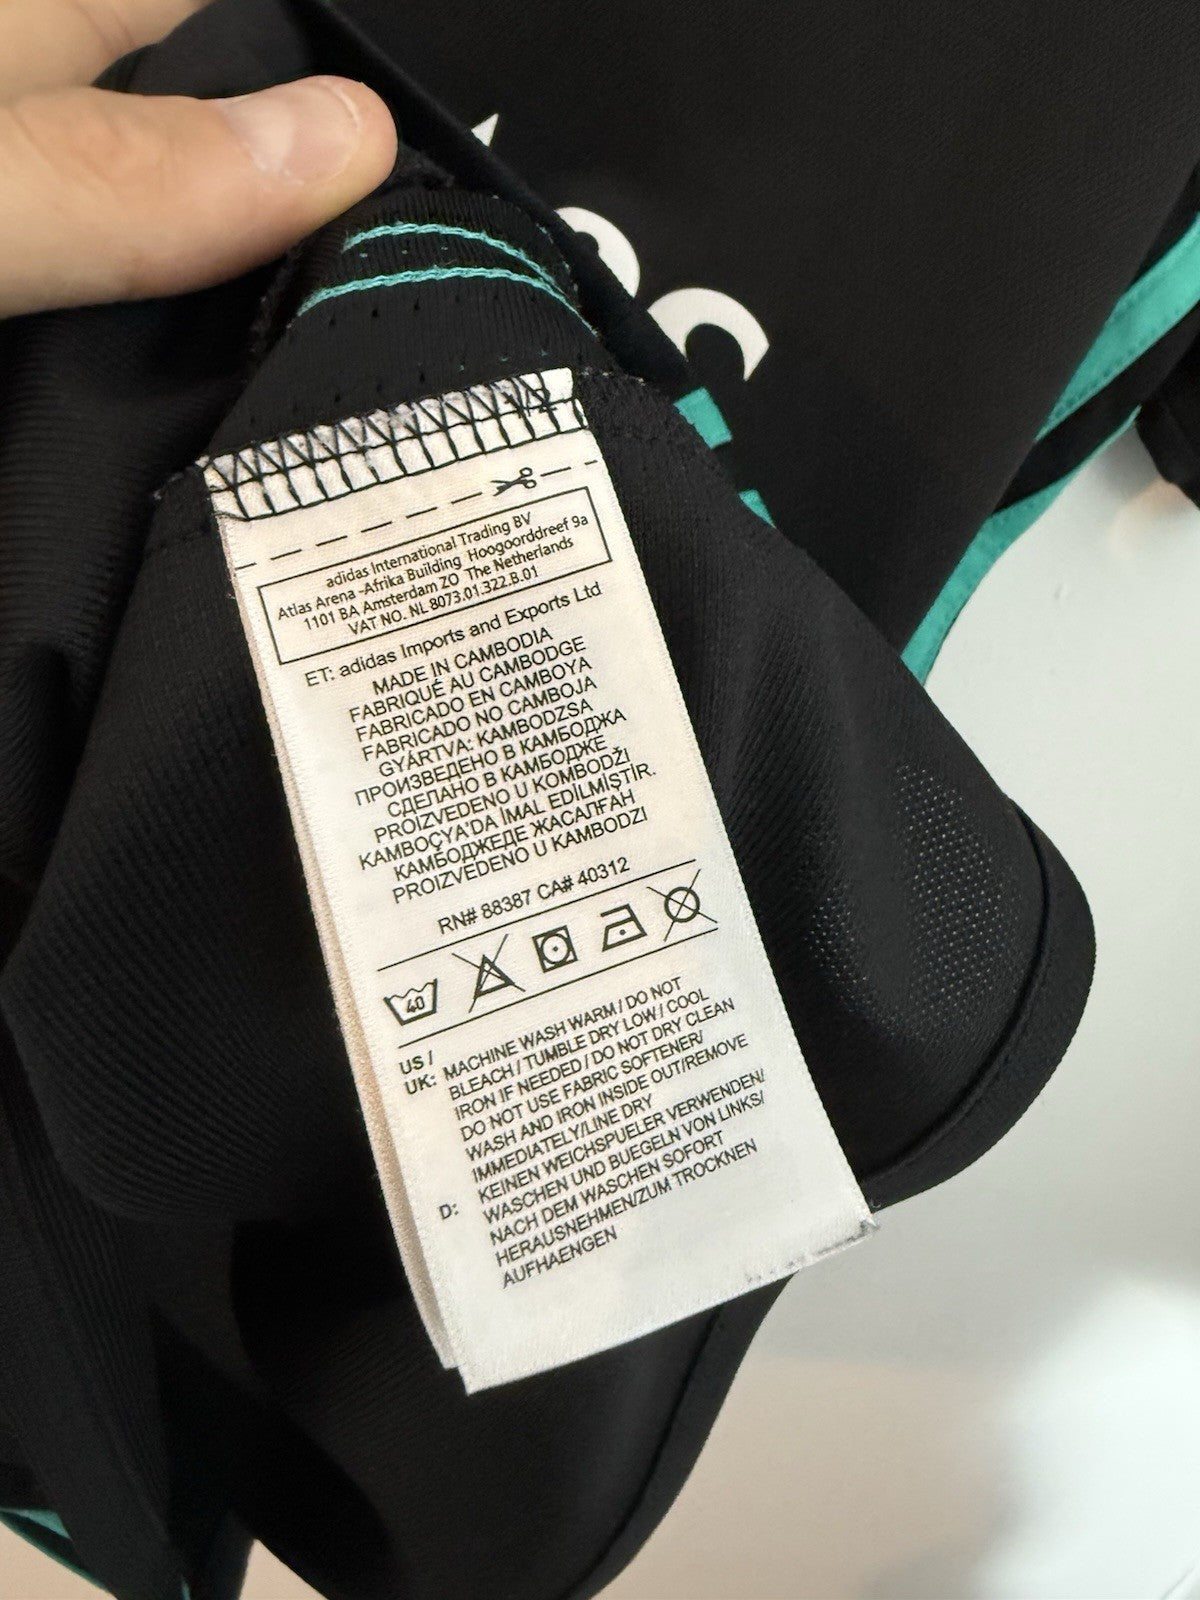 1/2
adidas International Trading BV
Atlas Arena -Afrika Building Hoogoorddreef 9a
1101 BA Amsterdam ZO The Netherlands
VAT NO. NL 8073.01.322.B.01
ET: adidas Imports and Exports Ltd
MADE IN CAMBODIA
FABRIQUÉ AU CAMBODGE
FABRICADO EN CAMBOYA
FABRICADO NO CAMBOJA
GYÁRTVA: KAMBODZSA
ПРОИЗВЕДЕНО В КАМБОДЖА
СДЕЛАНО В КАМБОДЖЕ
PROIZVEDENO U KOMBODŽI
KAMBOÇYA'DA İMAL EDİLMİŞTİR.
КАМБОДЖЕДЕ ЖАСАЛҒАН
PROIZVEDENO U KAMBODZI
RN# 88387 CA# 40312
40
US / UK: MACHINE WASH WARM / DO NOT
BLEACH / TUMBLE DRY LOW / COOL
IRON IF NEEDED / DO NOT DRY CLEAN
DO NOT USE FABRIC SOFTENER/
WASH AND IRON INSIDE OUT/REMOVE
IMMEDIATELY/LINE DRY
D: KEINEN WEICHSPUELER VERWENDEN/
WASCHEN UND BUEGELN VON LINKS/
NACH DEM WASCHEN SOFORT
HERAUSNEHMEN/ZUM TROCKNEN
AUFHAENGEN